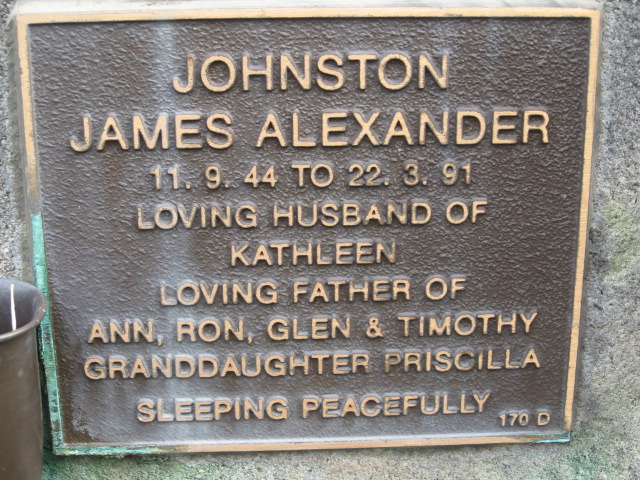 JOHNSTON
JAMES ALEXANDER
11. 9. 44 TO 22. 3. 91
LOVING HUSBAND OF
KATHLEEN
LOVING FATHER OF
ANN, RON, GLEN & TIMOTHY
GRANDDAUGHTER PRISCILLA
SLEEPING PEACEFULLY
170 D